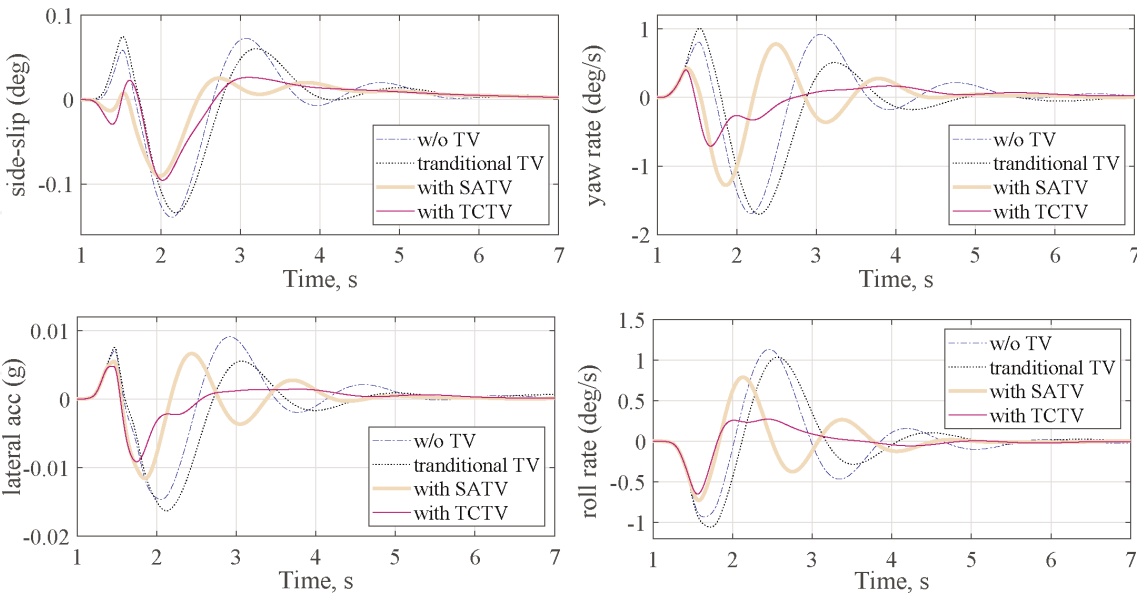 0.1
0
-0.1
side-slip (deg)
w/o TV
tranditional TV
with SATV
with TCTV
1 2 3 4 5 6 7
Time, s
1
0
-1
-2
yaw rate (deg/s)
w/o TV
tranditional TV
with SATV
with TCTV
1 2 3 4 5 6 7
Time, s
0.01
0
-0.01
-0.02
lateral acc (g)
w/o TV
tranditional TV
with SATV
with TCTV
1 2 3 4 5 6 7
Time, s
1.5
1
0.5
0
-0.5
-1
roll rate (deg/s)
w/o TV
tranditional TV
with SATV
with TCTV
1 2 3 4 5 6 7
Time, s